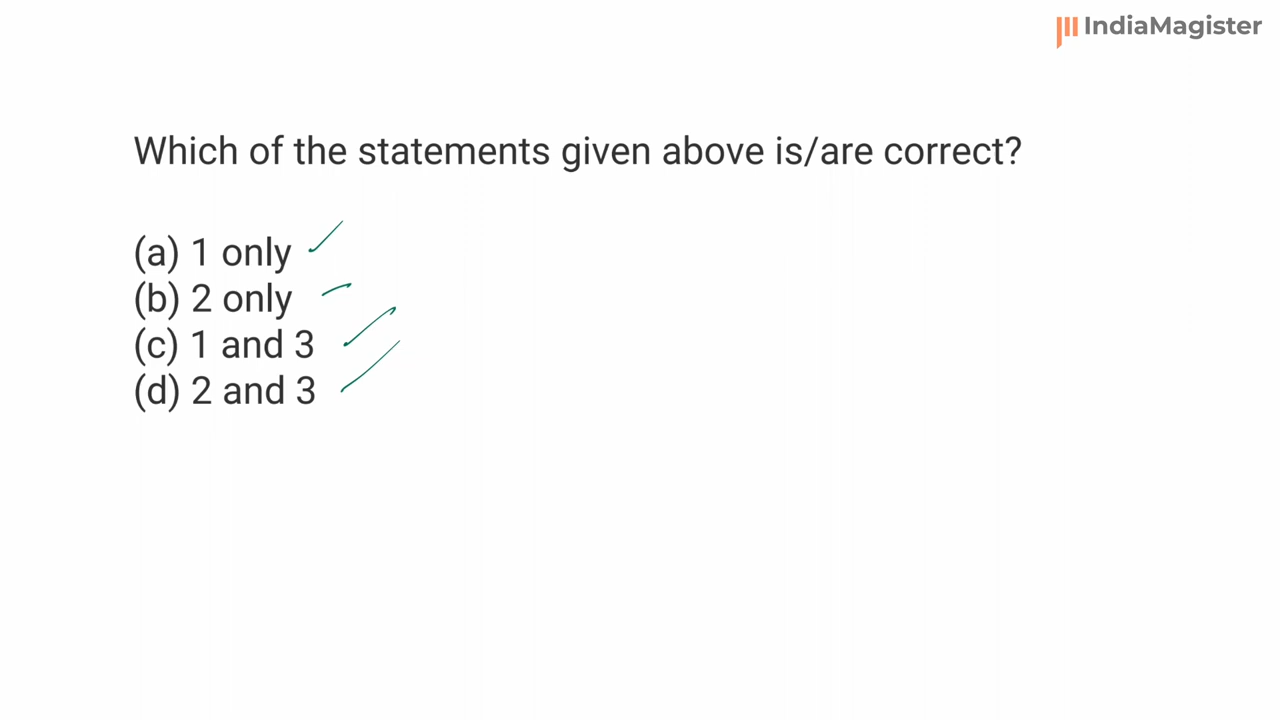 IndiaMagister
Which of the statements given above is/are correct?
(a) 1 only
(b) 2 only
(c) 1 and 3
(d) 2 and 3